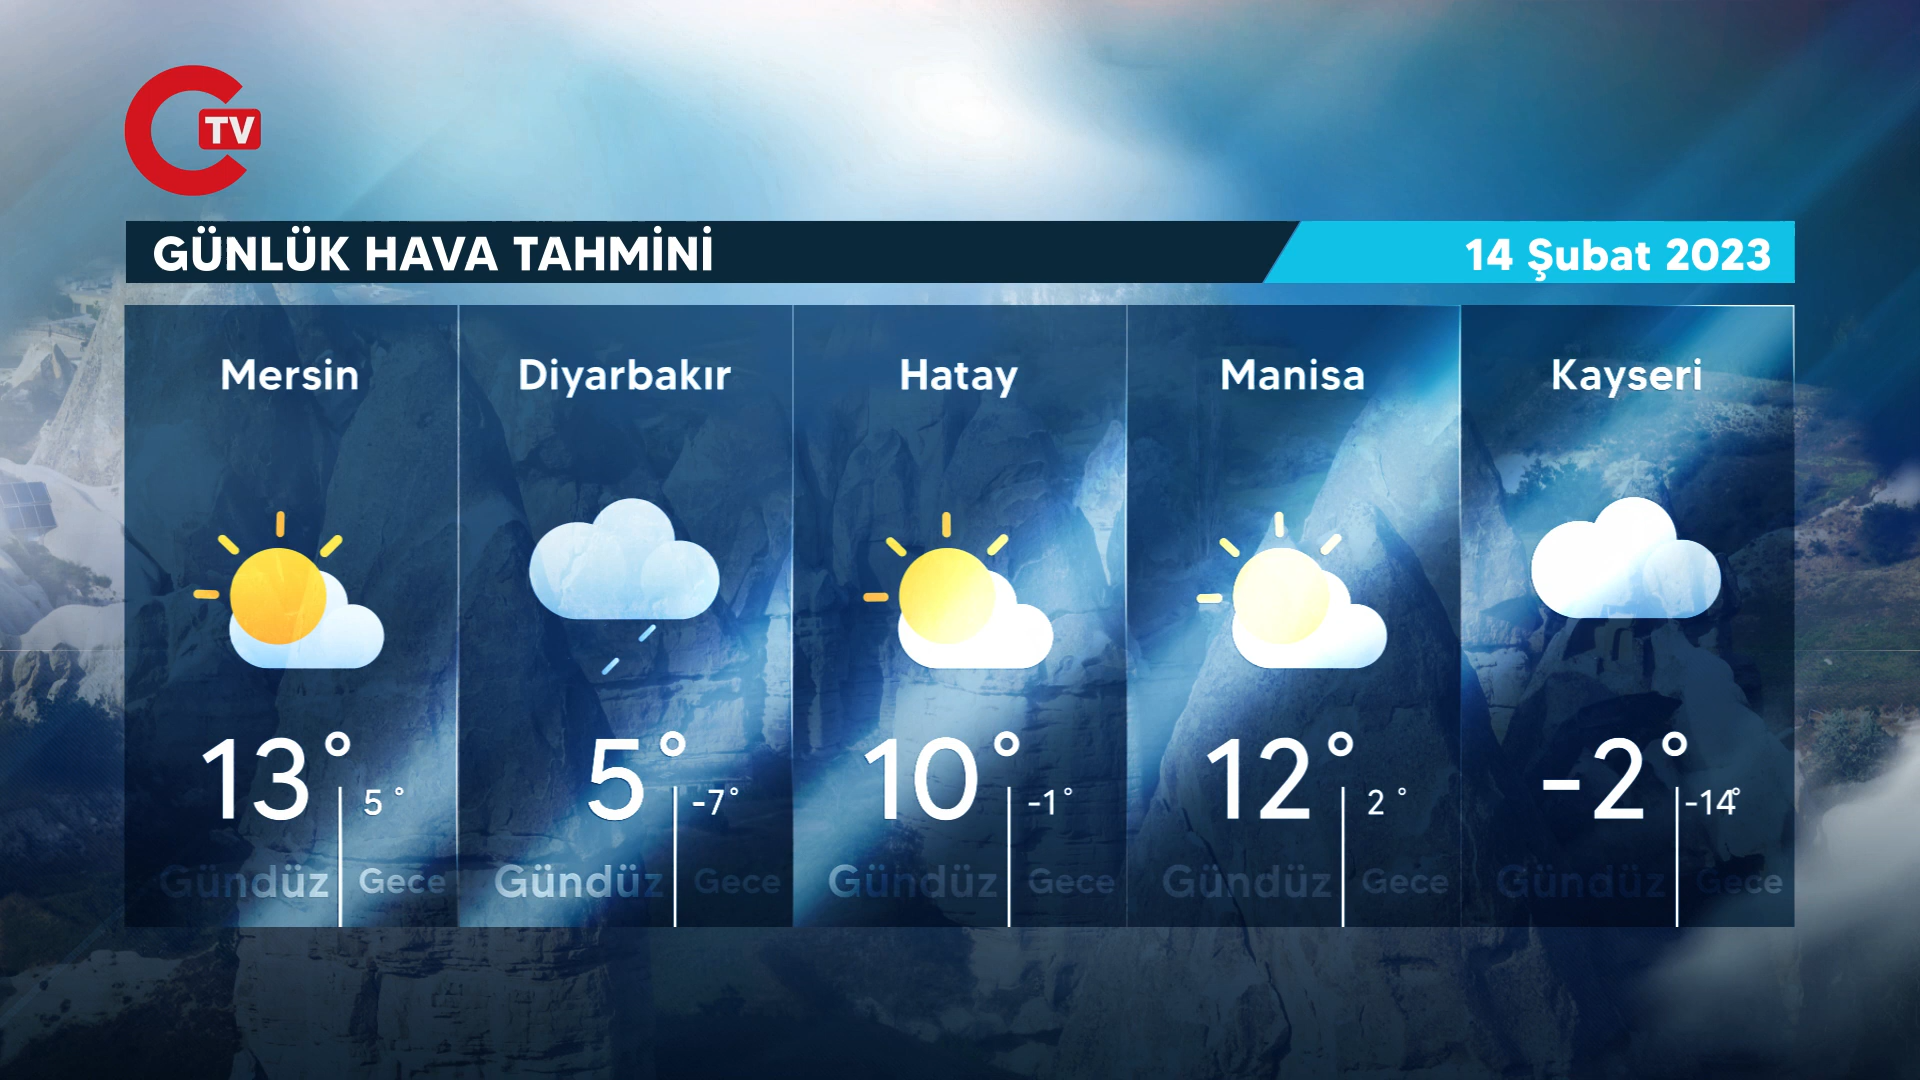 TV
GÜNLÜK HAVA TAHMİNİ
14 Şubat 2023
Mersin
13°
5°
Gündüz
Gece
Diyarbakır
5°
-7°
Gündüz
Gece
Hatay
10°
-1°
Gündüz
Gece
Manisa
12°
2°
Gündüz
Gece
Kayseri
-2°
-14°
Gündüz
Gece